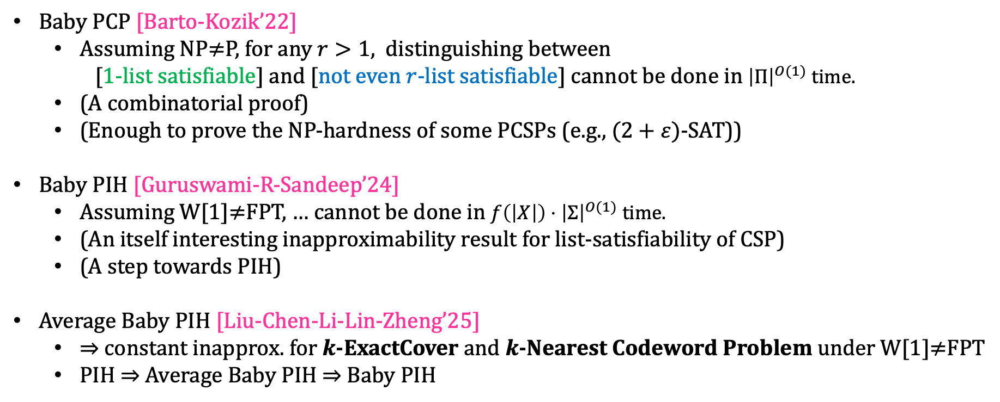 • Baby PCP [Barto-Kozik’22]
• Assuming NP≠P, for any r > 1, distinguishing between
[1-list satisfiable] and [not even r-list satisfiable] cannot be done in |Π|^{O(1)} time.
• (A combinatorial proof)
• (Enough to prove the NP-hardness of some PCSPs (e.g., (2 + ε)-SAT))
• Baby PIH [Guruswami-R-Sandeep’24]
• Assuming W[1]≠FPT, … cannot be done in f(|X|) · |Σ|^{O(1)} time.
• (An itself interesting inapproximability result for list-satisfiability of CSP)
• (A step towards PIH)
• Average Baby PIH [Liu-Chen-Li-Lin-Zheng’25]
• ⇒ constant inapprox. for k-ExactCover and k-Nearest Codeword Problem under W[1]≠FPT
• PIH ⇒ Average Baby PIH ⇒ Baby PIH